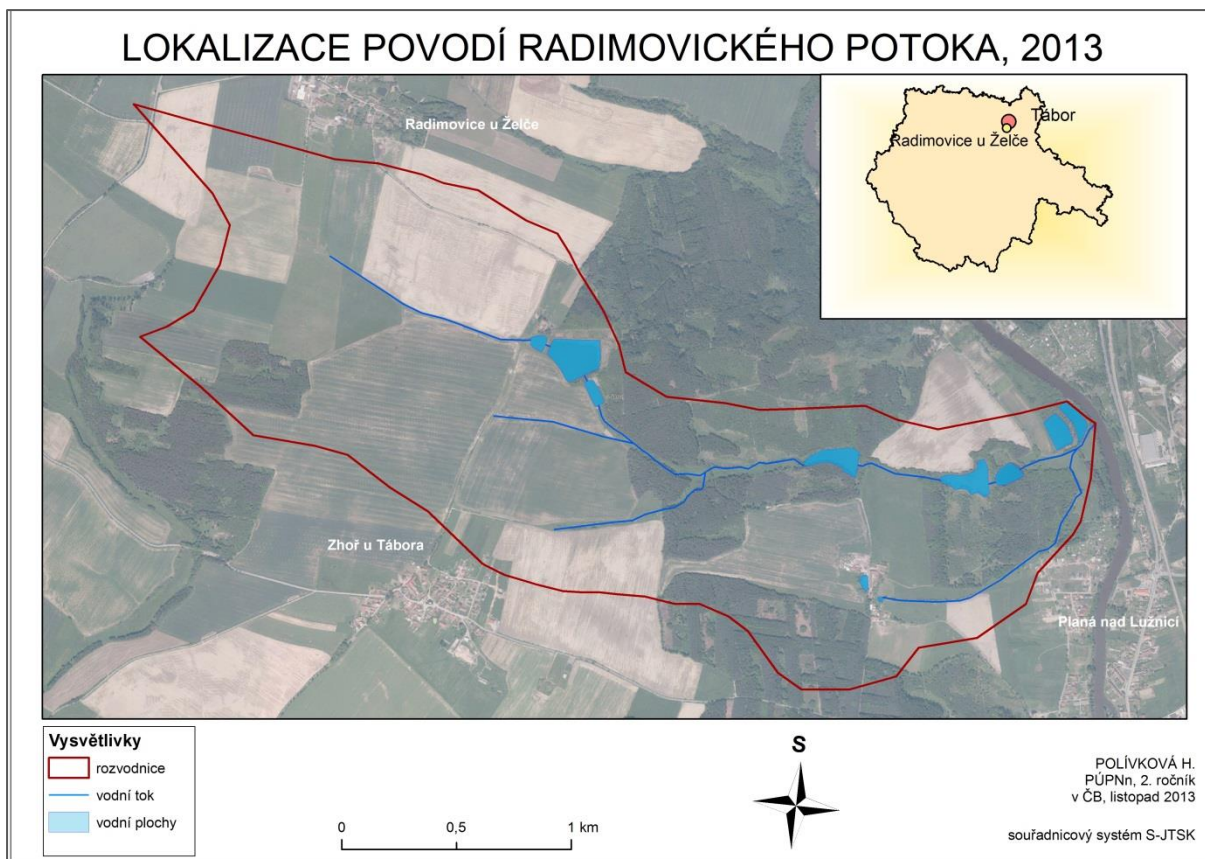 LOKALIZACE POVODÍ RADIMOVICKÉHO POTOKA, 2013
Radimovice u Želče
Tábor
Radimovice u Želče
Zhoř u Tábora
Planá nad Lužnicí
Vysvětlivky
rozvodnice
vodní tok
vodní plochy
0 0,5 1 km
S
POLÍVKOVÁ H.
PÚPNn, 2. ročník
v ČB, listopad 2013
souřadnicový systém S-JTSK